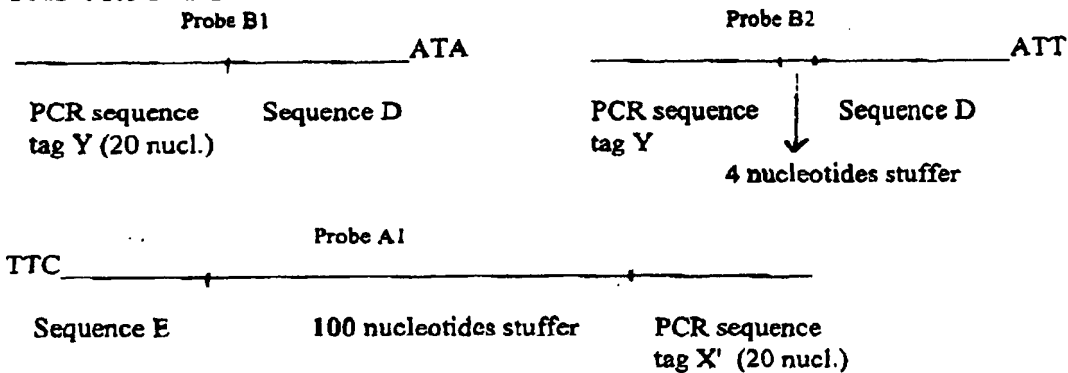 Probe B1
ATA
PCR sequence
tag Y (20 nucl.)
Sequence D
Probe B2
ATT
PCR sequence
tag Y
Sequence D
4 nucleotides stuffer
Probe A1
TTC
Sequence E
100 nucleotides stuffer
PCR sequence
tag X' (20 nucl.)